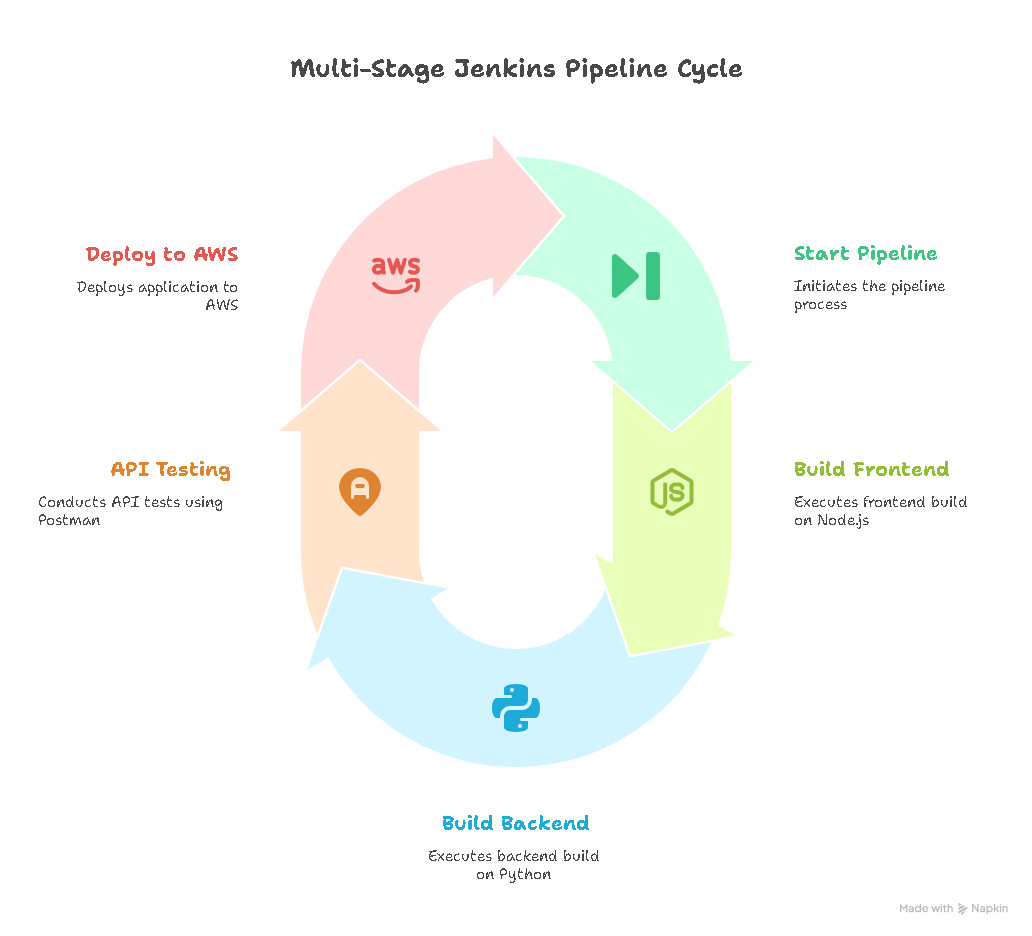 Multi-Stage Jenkins Pipeline Cycle
Deploy to AWS
Deploys application to
AWS
aws
Start Pipeline
Initiates the pipeline
process
API Testing
Conducts API tests using
Postman
A
JS
Build Frontend
Executes frontend build
on Node.js
Build Backend
Executes backend build
on Python
Made with Napkin